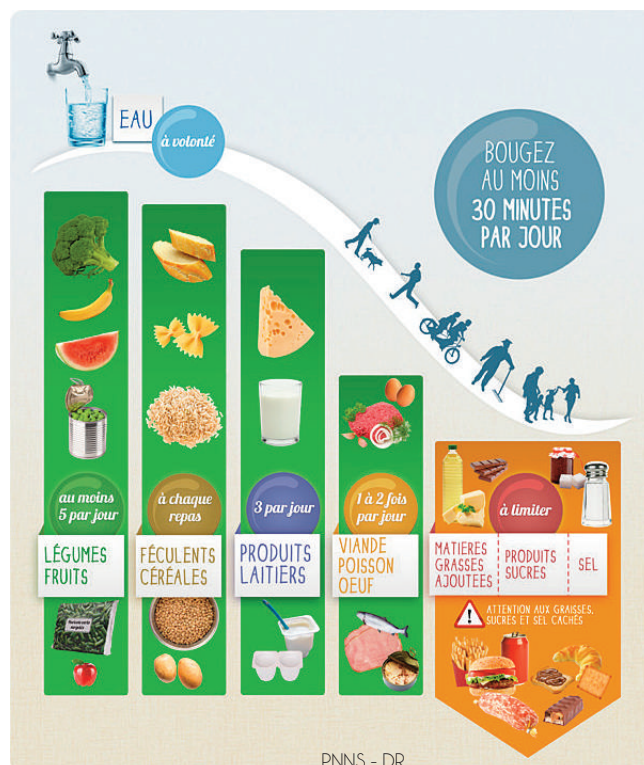 EAU
à volonté
BOUGEZ
AU MOINS
30 MINUTES
PAR JOUR
au moins
5 par jour
LÉGUMES
FRUITS
à chaque
repas
FÉCULENTS
CÉRÉALES
3 par jour
PRODUITS
LAITIERS
1 à 2 fois
par jour
VIANDE
POISSON
OEUF
à limiter
MATIERES
GRASSES
AJOUTEES
PRODUITS
SUCRES
SEL
ATTENTION AUX GRAISSES,
SUCRES ET SEL CACHÉS
PNNS - DR